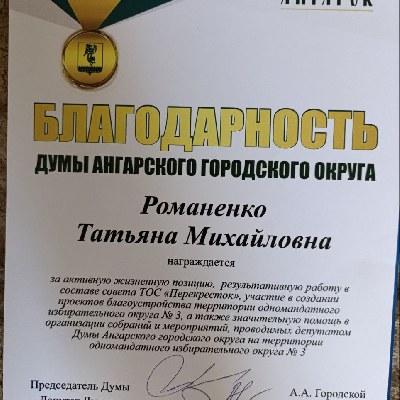 БЛАГОДАРНОСТЬ
ДУМЫ АНГАРСКОГО ГОРОДСКОГО ОКРУГА
Романенко
Татьяна Михайловна
награждается
за активную жизненную позицию, результативную работу в
составе совета ТОС «Перекресток», участие в создании
проектов благоустройства территории одномандатного
избирательного округа № 3, а также значительную помощь в
организации собраний и мероприятий, проводимых депутатом
Думы Ангарского городского округа на территории
одномандатного избирательного округа № 3
Председатель Думы
А.А. Городской